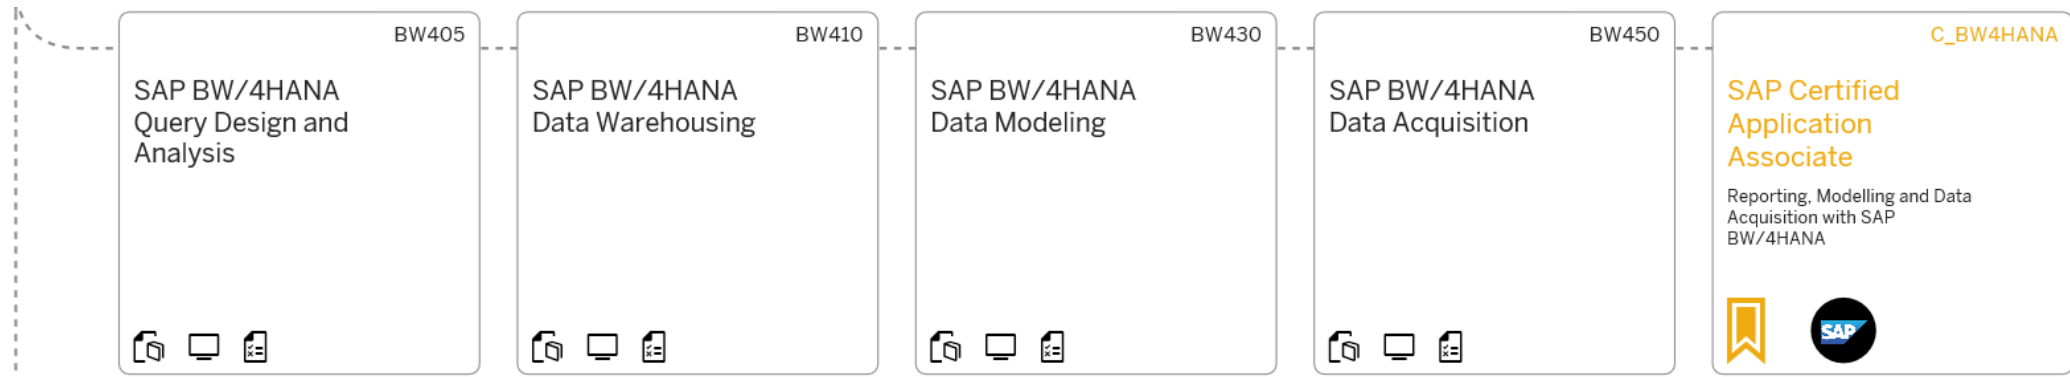 BW405
SAP BW/4HANA
Query Design and
Analysis
BW410
SAP BW/4HANA
Data Warehousing
BW430
SAP BW/4HANA
Data Modeling
BW450
SAP BW/4HANA
Data Acquisition
C_BW4HANA
SAP Certified
Application
Associate
Reporting, Modelling and Data
Acquisition with SAP
BW/4HANA
SAP